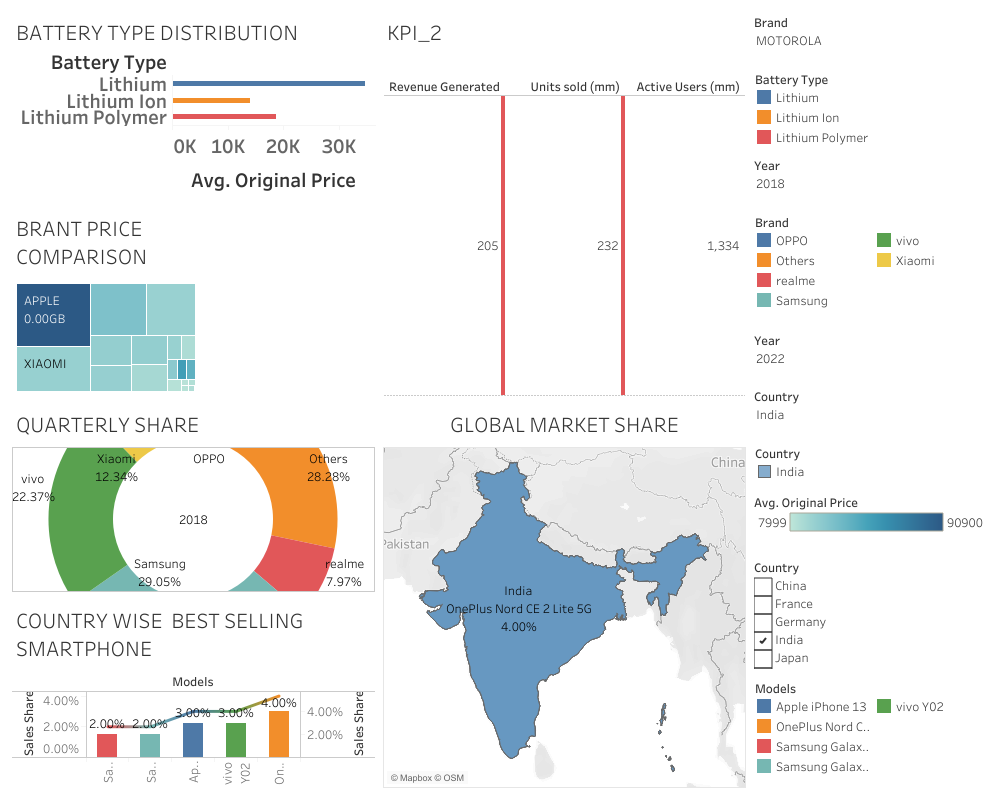 BATTERY TYPE DISTRIBUTION
Battery Type
Lithium
Lithium Ion
Lithium Polymer
0K 10K 20K 30K
Avg. Original Price
BRANT PRICE
COMPARISON
APPLE
0.00GB
XIAOMI
QUARTERLY SHARE
Xiaomi
12.34%
OPPO
Others
28.28%
vivo
22.37%
2018
Samsung
29.05%
realme
7.97%
COUNTRY WISE BEST SELLING
SMARTPHONE
Models
Sales Share
4.00%
2.00%
0.00%
2.00%
2.00%
3.00%
3.00%
4.00%
4.00%
2.00%
Sales Share
Sa..
Sa..
Ap..
vivo
Y02
On..
KPI_2
Revenue Generated
Units sold (mm)
Active Users (mm)
205
232
1,334
GLOBAL MARKET SHARE
China
Pakistan
India
OnePlus Nord CE 2 Lite 5G
4.00%
© Mapbox © OSM
Brand
MOTOROLA
Battery Type
Lithium
Lithium Ion
Lithium Polymer
Year
2018
Brand
OPPO
vivo
Others
Xiaomi
realme
Samsung
Year
2022
Country
India
Country
India
Avg. Original Price
7999
90900
Country
China
France
Germany
India
Japan
Models
Apple iPhone 13
vivo Y02
OnePlus Nord C..
Samsung Galax..
Samsung Galax..